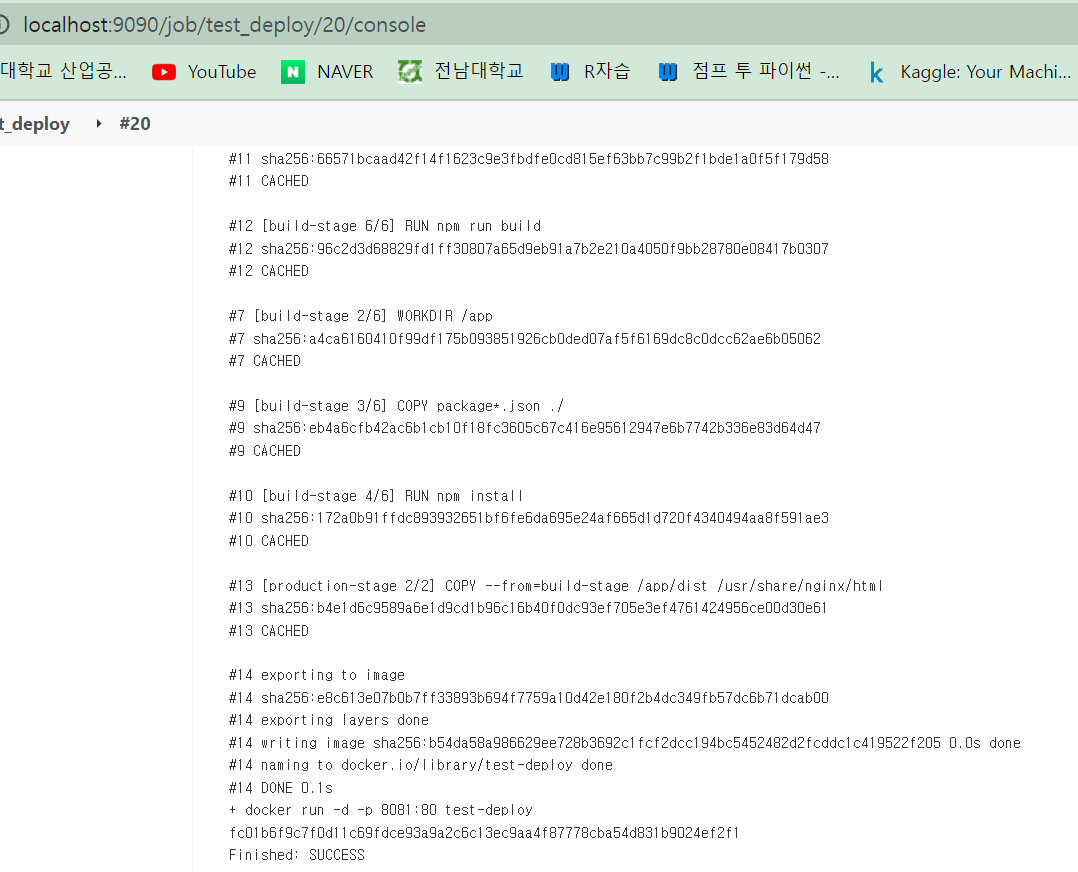 localhost:9090/job/test_deploy/20/console
대학교 산업공... YouTube NAVER 전남대학교 R자습 점프 투 파이썬 -... Kaggle: Your Machi...
t_deploy #20
#11 sha256:66571bcaad42f14f1623c9e3fbdfe0cd815ef63bb7c99b2f1bde1a0f5f179d58
#11 CACHED
#12 [build-stage 6/6] RUN npm run build
#12 sha256:96c2d3d68829fd1ff30807a65d9eb91a7b2e210a4050f9bb28780e08417b0307
#12 CACHED
#7 [build-stage 2/6] WORKDIR /app
#7 sha256:a4ca6160410f99df175b093851926cb0ded07af5f6169dc8c0dcc62ae6b05062
#7 CACHED
#9 [build-stage 3/6] COPY package*.json ./
#9 sha256:eb4a6cfb42ac6b1cb10f18fc3605c67c416e95612947e6b7742b336e83d64d47
#9 CACHED
#10 [build-stage 4/6] RUN npm install
#10 sha256:172a0b91ffdc893932651bf6fe6da695e24af665d1d720f4340494aa8f591ae3
#10 CACHED
#13 [production-stage 2/2] COPY --from=build-stage /app/dist /usr/share/nginx/html
#13 sha256:b4e1d6c9589a6e1d9cd1b96c16b40f0dc93ef705e3ef4761424956ce00d30e61
#13 CACHED
#14 exporting to image
#14 sha256:e8c613e07b0b7ff33893b694f7759a10d42e180f2b4dc349fb57dc6b71dcab00
#14 exporting layers done
#14 writing image sha256:b54da58a986629ee728b3692c1fcf2dcc194bc5452482d2fcddc1c419522f205 0.0s done
#14 naming to docker.io/library/test-deploy done
#14 DONE 0.1s
+ docker run -d -p 8081:80 test-deploy
fc01b6f9c7f0d11c69fdce93a9a2c6c13ec9aa4f87778cba54d831b9024ef2f1
Finished: SUCCESS